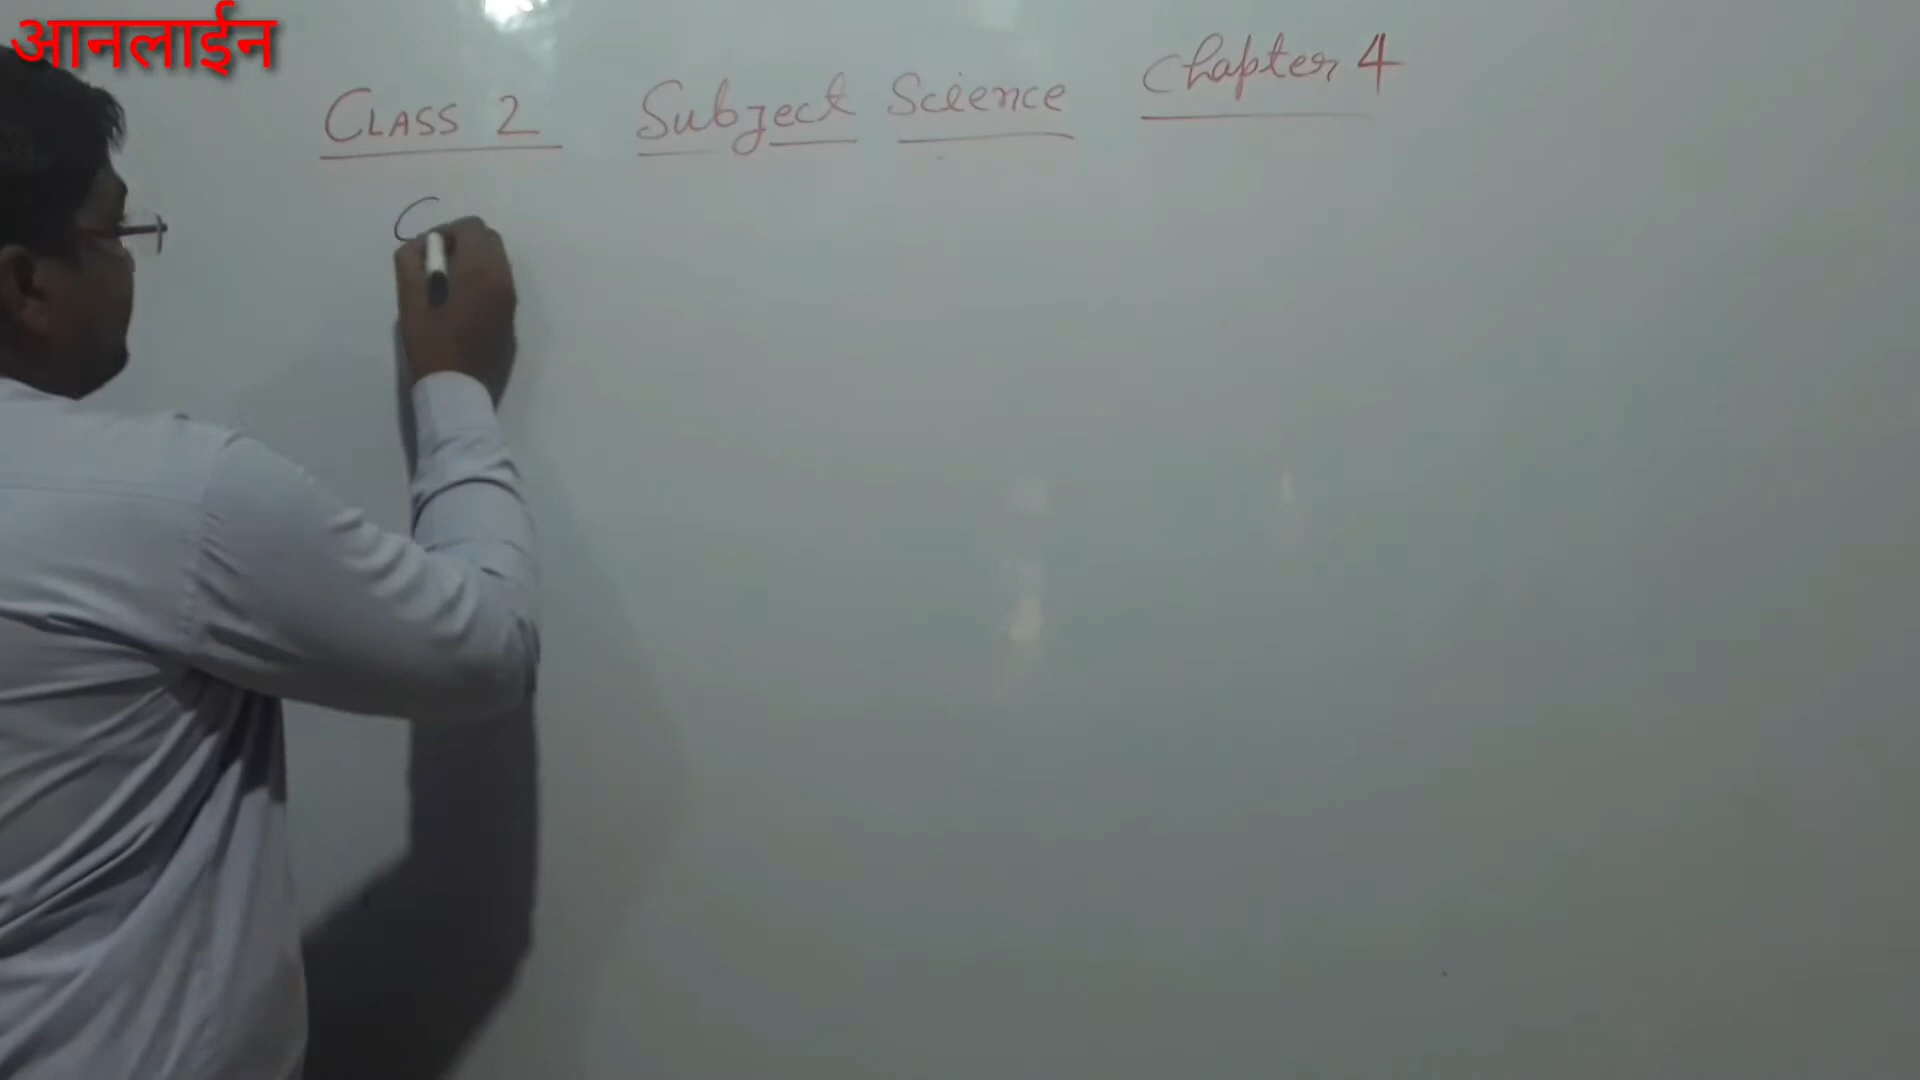 आनलाईन
CLASS 2 Subject Science Chapter 4
C